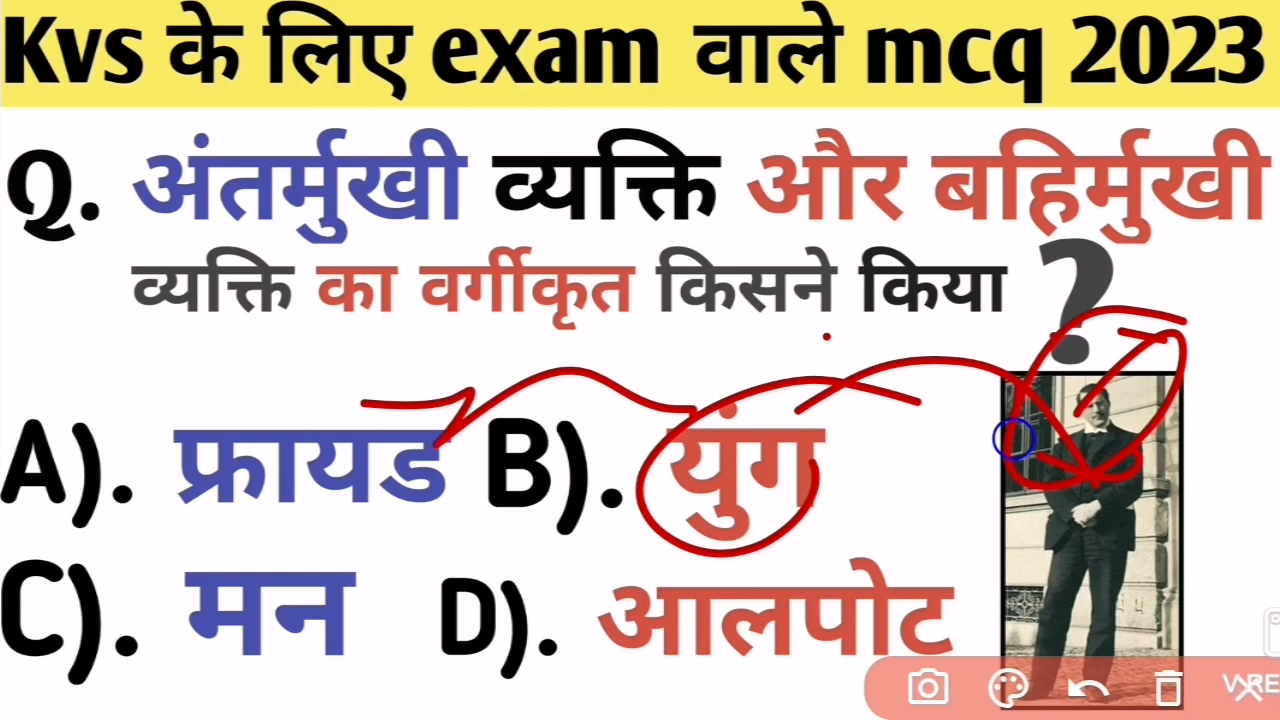 Kvs के लिए exam वाले mcq 2023
Q. अंतर्मुखी व्यक्ति और बहिर्मुखी
व्यक्ति का वर्गीकृत किसने किया ?
A). फ्रायड B). युंग
C). मन D). आलपोट